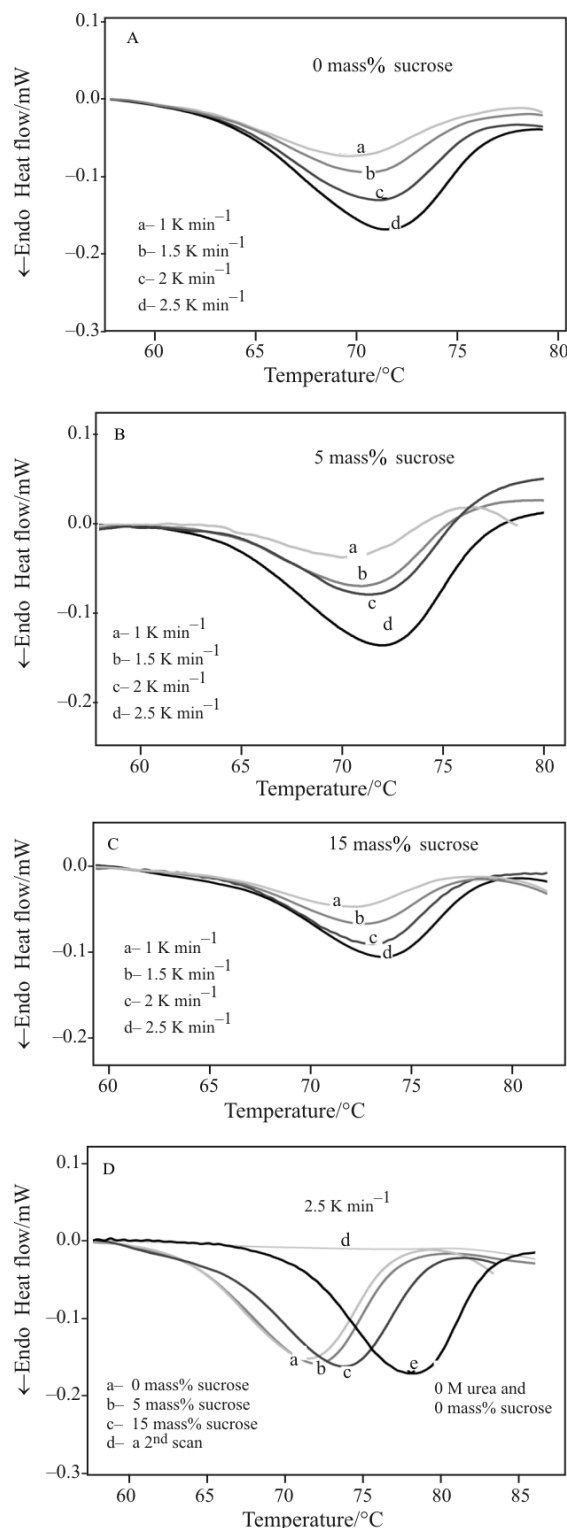 A
0 mass% sucrose
0.1
0.0
−0.1
−0.2
−0.3
←Endo Heat flow/mW
a
b
c
d
a– 1 K min⁻¹
b– 1.5 K min⁻¹
c– 2 K min⁻¹
d– 2.5 K min⁻¹
60 65 70 75 80
Temperature/°C
B
5 mass% sucrose
0.1
0.0
−0.1
−0.2
←Endo Heat flow/mW
a
b
c
d
a– 1 K min⁻¹
b– 1.5 K min⁻¹
c– 2 K min⁻¹
d– 2.5 K min⁻¹
60 65 70 75 80
Temperature/°C
C
15 mass% sucrose
0.0
−0.1
−0.2
←Endo Heat flow/mW
a
b
c
d
a– 1 K min⁻¹
b– 1.5 K min⁻¹
c– 2 K min⁻¹
d– 2.5 K min⁻¹
60 65 70 75 80
Temperature/°C
D
2.5 K min⁻¹
0.1
0.0
−0.1
−0.2
−0.3
←Endo Heat flow/mW
d
a
b
c
e
a– 0 mass% sucrose
b– 5 mass% sucrose
c– 15 mass% sucrose
d– a 2nd scan
0 M urea and
0 mass% sucrose
60 65 70 75 80 85
Temperature/°C